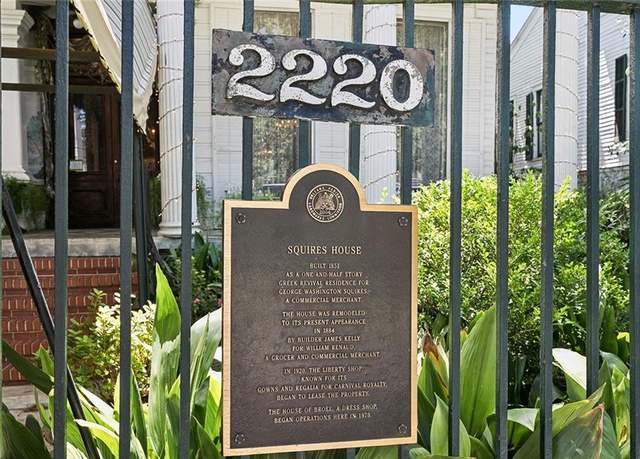 2220
SQUIRES HOUSE
BUILT 1853
AS A ONE-AND-HALF STORY
GREEK REVIVAL RESIDENCE FOR
GEORGE WASHINGTON SQUIRES,
A COMMERCIAL MERCHANT.
THE HOUSE WAS REMODELED
TO ITS PRESENT APPEARANCE
IN 1884
BY BUILDER JAMES KELLY
FOR WILLIAM RENAUD,
A GROCER AND COMMERCIAL MERCHANT.
IN 1920, THE LIBERTY SHOP,
KNOWN FOR ITS
GOWNS AND REGALIA FOR CARNIVAL ROYALTY,
BEGAN TO LEASE THE PROPERTY.
THE HOUSE OF BROEL, A DRESS SHOP,
BEGAN OPERATIONS HERE IN 1970.